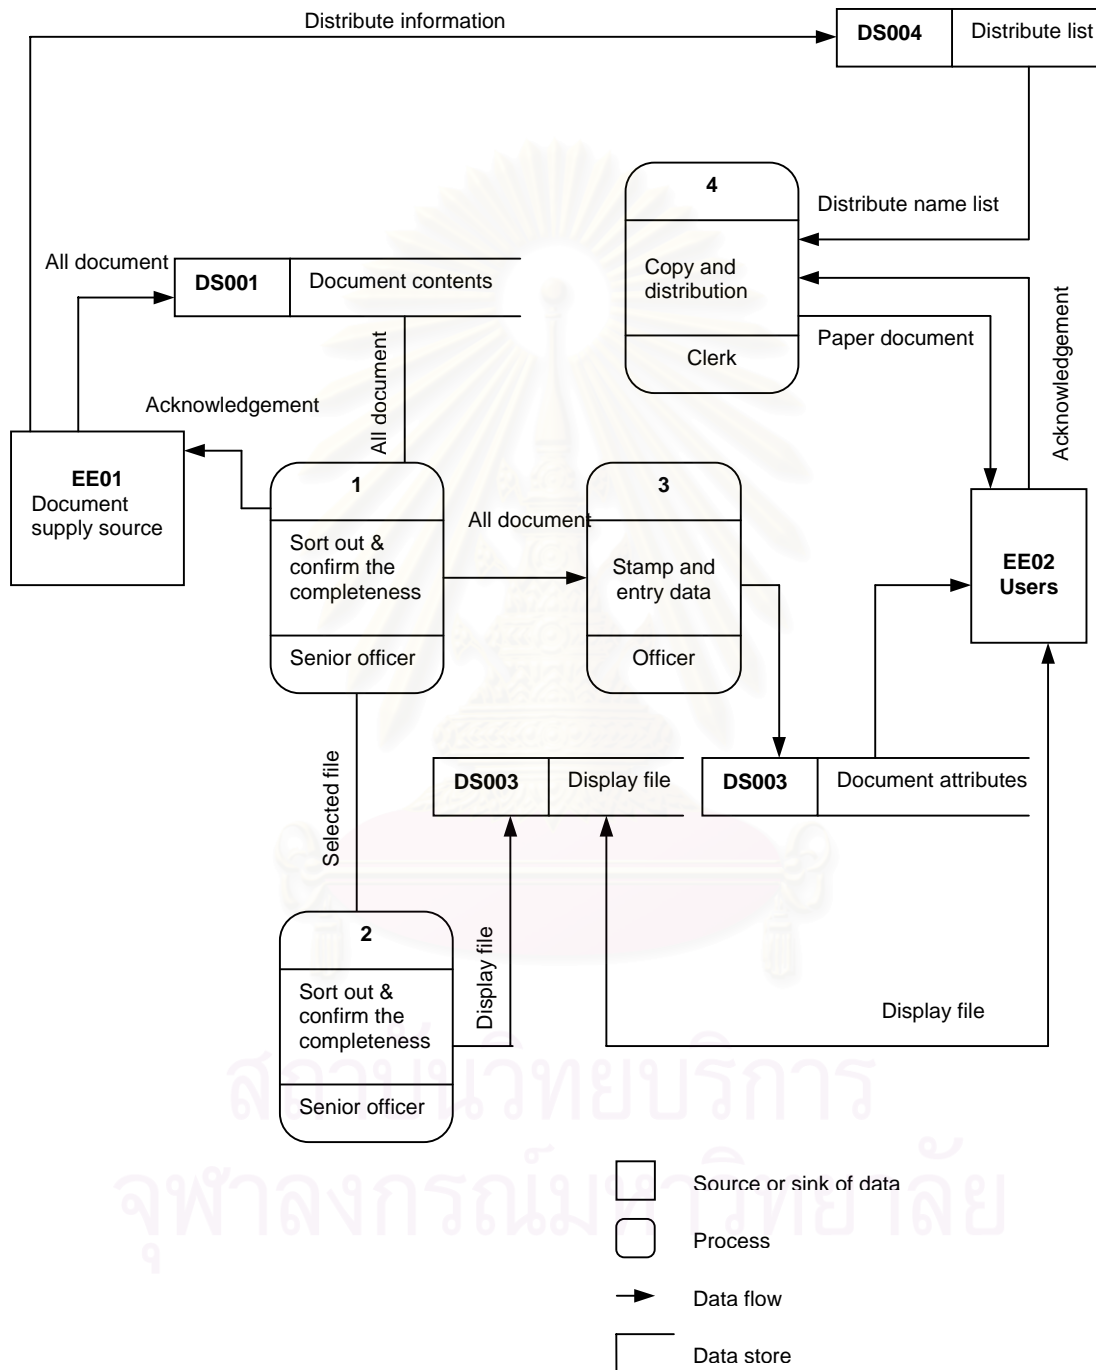 Distribute information
DS004
Distribute list
4
Distribute name list
All document
DS001
Document contents
Copy and
distribution
Paper document
Clerk
Acknowledgement
All document
Acknowledgement
EE01
Document
supply source
1
3
All document
Sort out &
confirm the
completeness
Stamp and
entry data
EE02
Users
Senior officer
Officer
Selected file
DS003
Display file
DS003
Document attributes
2
Sort out &
confirm the
completeness
Display file
Display file
Senior officer
สถาบันวิทยบริการ
จุฬาลงกรณ์มหาวิทยาลัย
Source or sink of data
Process
Data flow
Data store